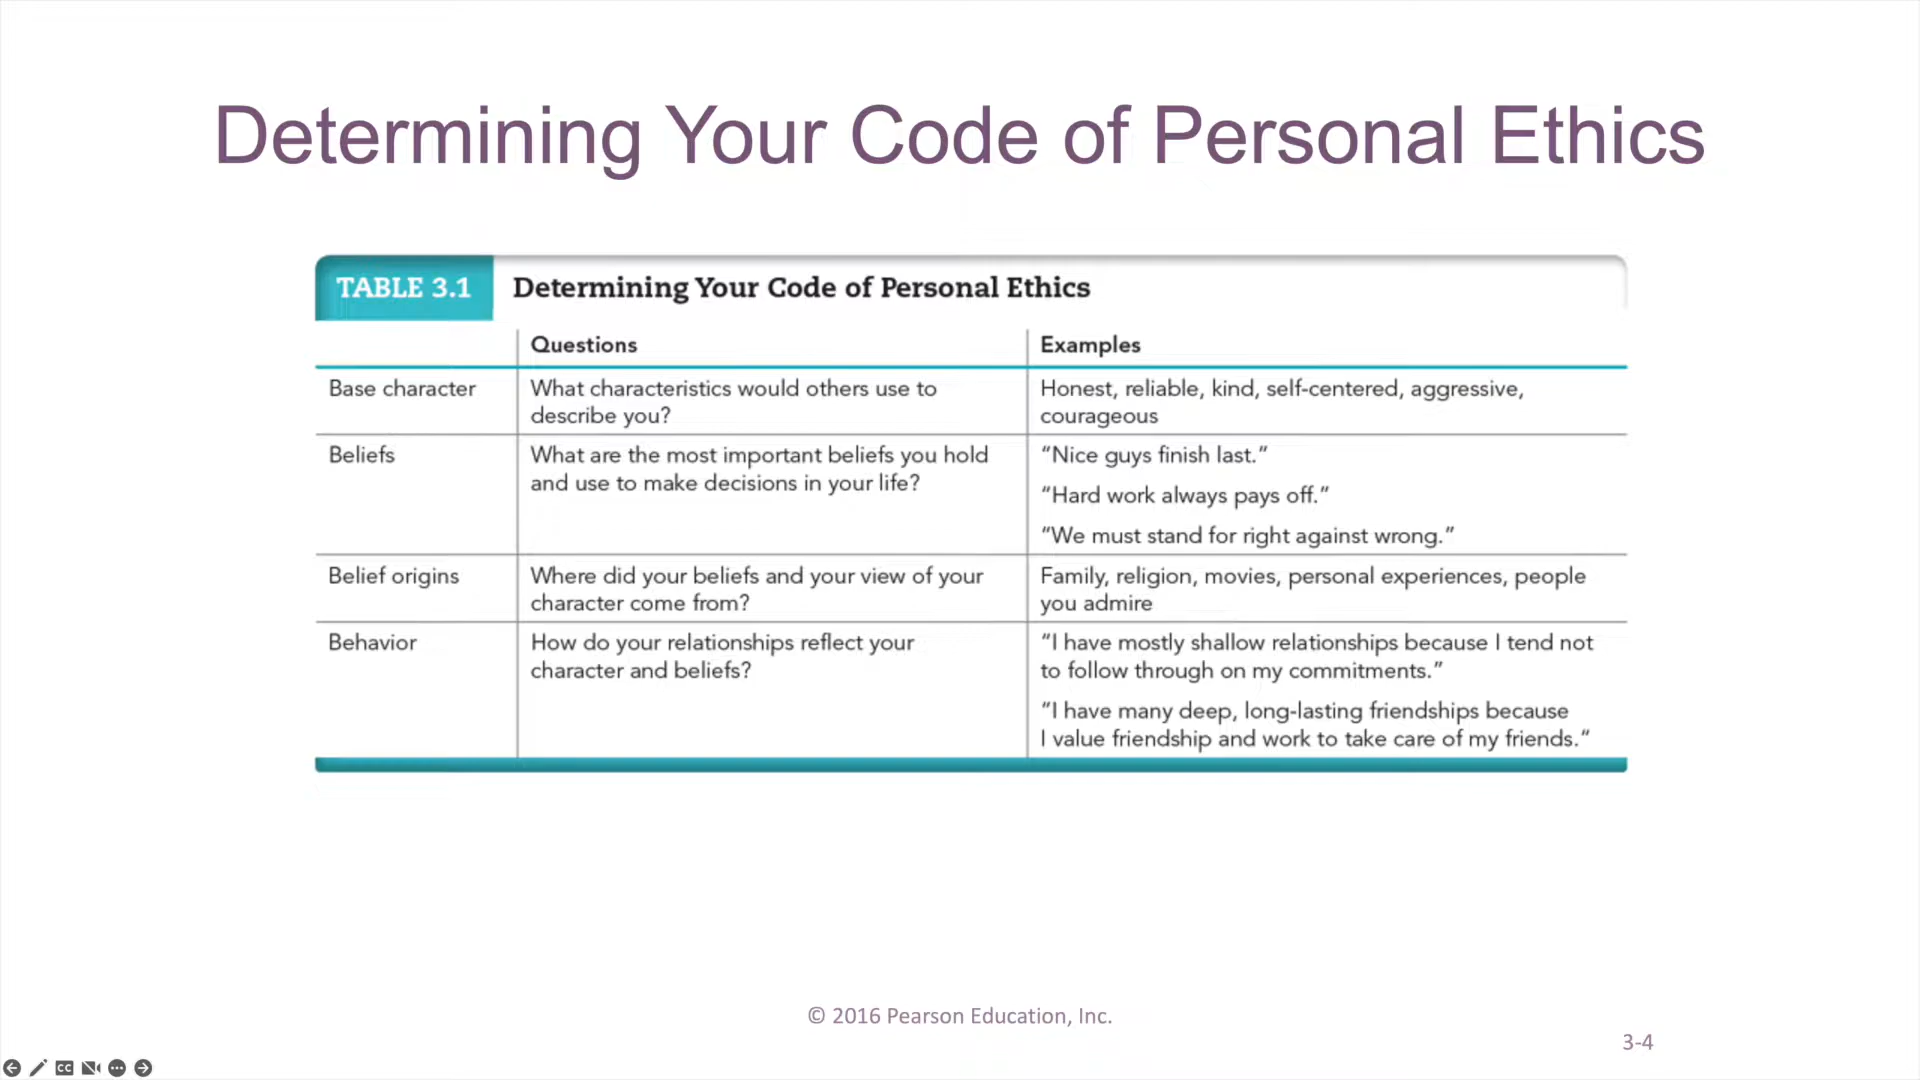 Determining Your Code of Personal Ethics
TABLE 3.1 Determining Your Code of Personal Ethics
Questions Examples
Base character What characteristics would others use to describe you? Honest, reliable, kind, self-centered, aggressive, courageous
Beliefs What are the most important beliefs you hold and use to make decisions in your life? “Nice guys finish last.”
“Hard work always pays off.”
“We must stand for right against wrong.”
Belief origins Where did your beliefs and your view of your character come from? Family, religion, movies, personal experiences, people you admire
Behavior How do your relationships reflect your character and beliefs? “I have mostly shallow relationships because I tend not to follow through on my commitments.”
“I have many deep, long-lasting friendships because I value friendship and work to take care of my friends.”
© 2016 Pearson Education, Inc.
3-4
CC